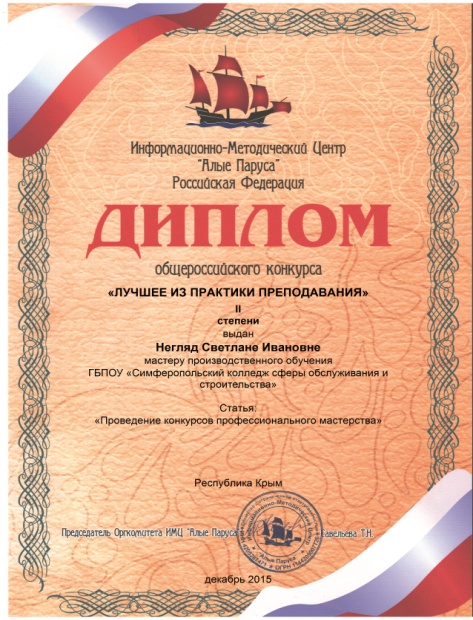 Информационно-Методический Центр
"Алые Паруса"
Российская Федерация
ДИПЛОМ
общероссийского конкурса
«ЛУЧШЕЕ ИЗ ПРАКТИКИ ПРЕПОДАВАНИЯ»
II
степени
выдан
Негляд Светлане Ивановне
мастеру производственного обучения
ГБПОУ «Симферопольский колледж сферы обслуживания и
строительства»
Статья:
«Проведение конкурсов профессионального мастерства»
Республика Крым
Председатель Оргкомитета ИМЦ "Алые Паруса
"Алые Паруса"
декабрь 2015